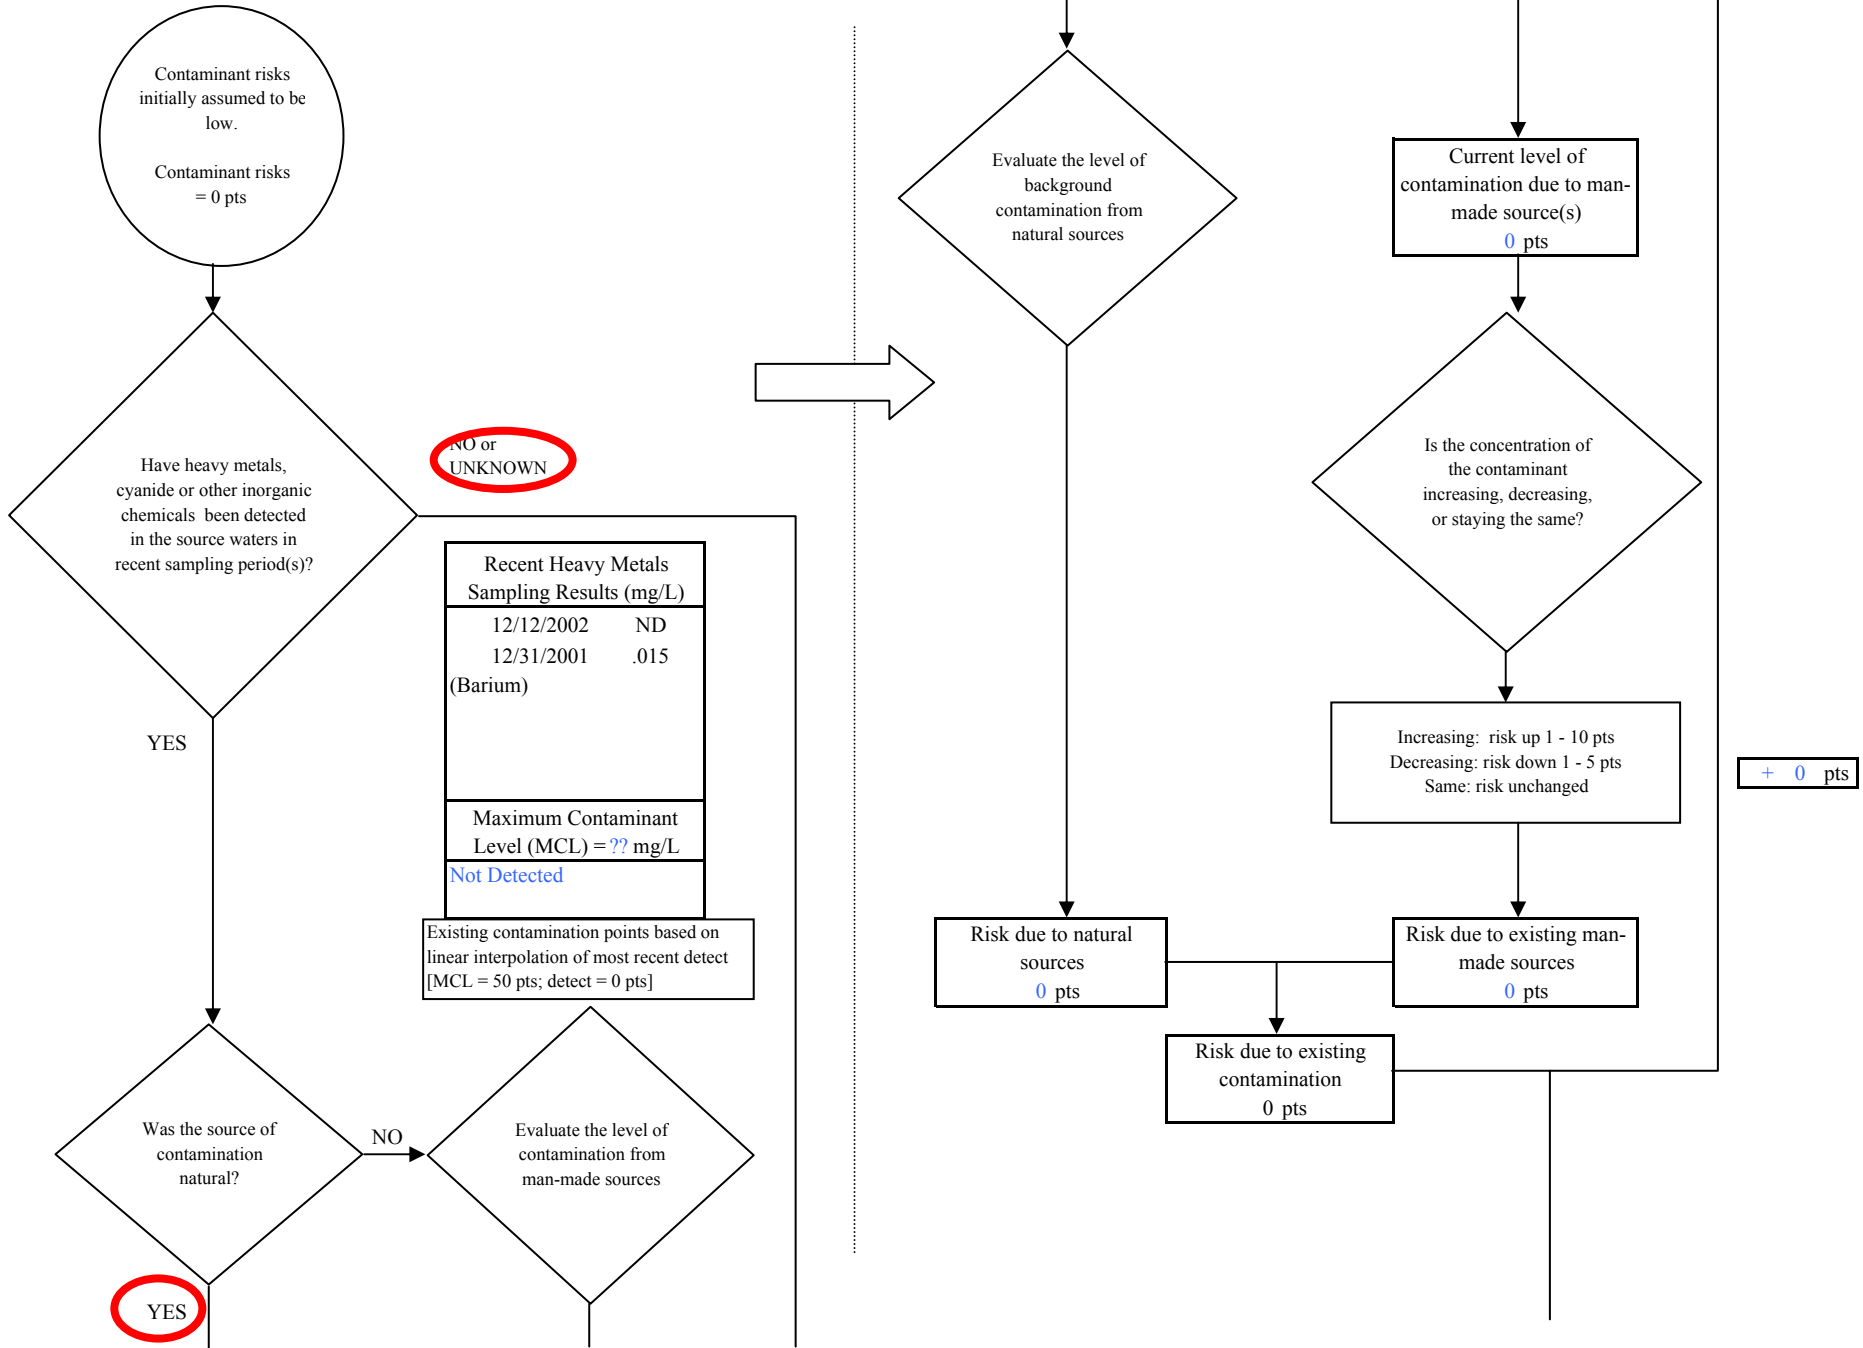 Contaminant risks
initially assumed to be
low.
Contaminant risks
= 0 pts
Have heavy metals,
cyanide or other inorganic
chemicals been detected
in the source waters in
recent sampling period(s)?
NO or
UNKNOWN
YES
Recent Heavy Metals
Sampling Results (mg/L)
12/12/2002 ND
12/31/2001 .015
(Barium)
Maximum Contaminant
Level (MCL) = ?? mg/L
Not Detected
Existing contamination points based on
linear interpolation of most recent detect
[MCL = 50 pts; detect = 0 pts]
Was the source of
contamination
natural?
NO
Evaluate the level of
contamination from
man-made sources
YES
Evaluate the level of
background
contamination from
natural sources
Current level of
contamination due to man-
made source(s)
0 pts
Is the concentration of
the contaminant
increasing, decreasing,
or staying the same?
Increasing: risk up 1 - 10 pts
Decreasing: risk down 1 - 5 pts
Same: risk unchanged
+ 0 pts
Risk due to natural
sources
0 pts
Risk due to existing man-
made sources
0 pts
Risk due to existing
contamination
0 pts